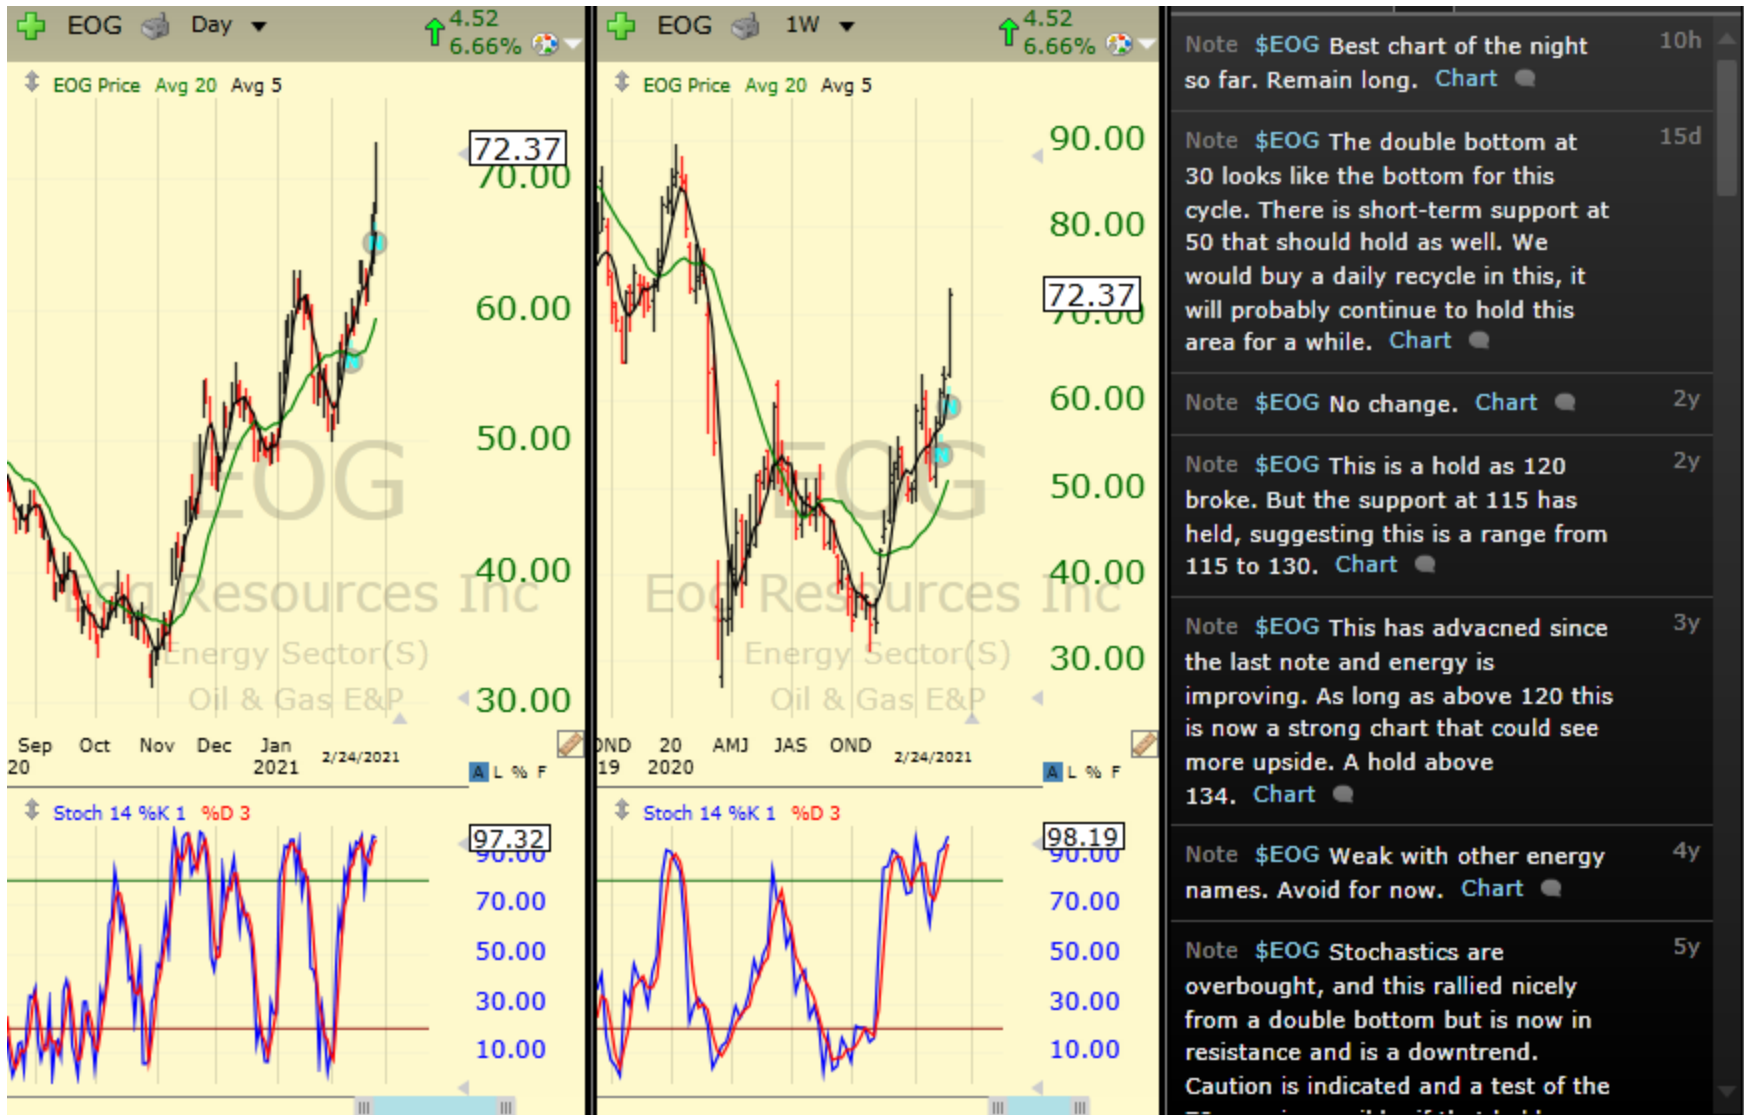 EOG Day 4.52
6.66%
EOG Price Avg 20 Avg 5
72.37
70.00
60.00
50.00
40.00
30.00
EOG
Eog Resources Inc
Energy Sector(S)
Oil & Gas E&P
N
N
Sep Oct Nov Dec Jan 2/24/2021
20 2021
A L % F
Stoch 14 %K 1 %D 3
97.32
90.00
70.00
50.00
30.00
10.00
EOG 1W 4.52
6.66%
EOG Price Avg 20 Avg 5
90.00
80.00
72.37
70.00
60.00
50.00
40.00
30.00
EOG
Eog Resources Inc
Energy Sector(S)
Oil & Gas E&P
N
N
OND 20 AMJ JAS OND 2/24/2021
19 2020
A L % F
Stoch 14 %K 1 %D 3
98.19
90.00
70.00
50.00
30.00
10.00
Note $EOG Best chart of the night 10h
so far. Remain long. Chart
Note $EOG The double bottom at 15d
30 looks like the bottom for this
cycle. There is short-term support at
50 that should hold as well. We
would buy a daily recycle in this, it
will probably continue to hold this
area for a while. Chart
Note $EOG No change. Chart 2y
Note $EOG This is a hold as 120 2y
broke. But the support at 115 has
held, suggesting this is a range from
115 to 130. Chart
Note $EOG This has advacned since 3y
the last note and energy is
improving. As long as above 120 this
is now a strong chart that could see
more upside. A hold above
134. Chart
Note $EOG Weak with other energy 4y
names. Avoid for now. Chart
Note $EOG Stochastics are 5y
overbought, and this rallied nicely
from a double bottom but is now in
resistance and is a downtrend.
Caution is indicated and a test of the